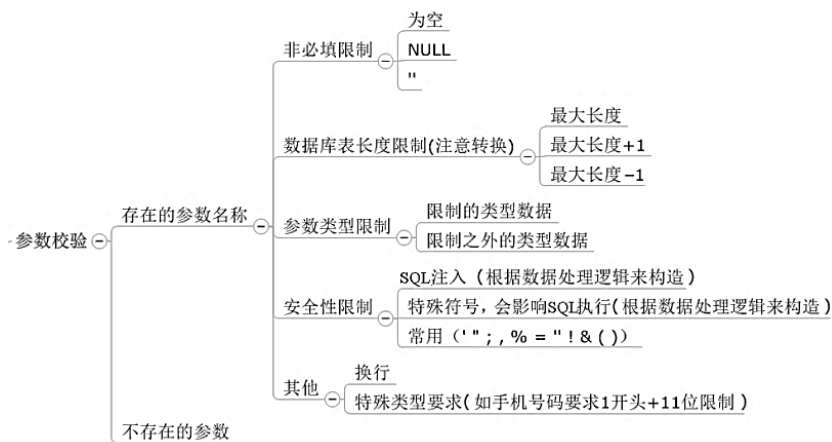 为空
非必填限制
NULL
"
最大长度
数据库表长度限制(注意转换)
最大长度+1
最大长度-1
存在的参数名称
限制的类型数据
参数类型限制
限制之外的类型数据
参数校验
SQL注入（根据数据处理逻辑来构造）
安全性限制
特殊符号，会影响SQL执行(根据数据处理逻辑来构造)
常用（' " ; , % = " ! & ( )）
换行
其他
特殊类型要求(如手机号码要求1开头+11位限制)
不存在的参数